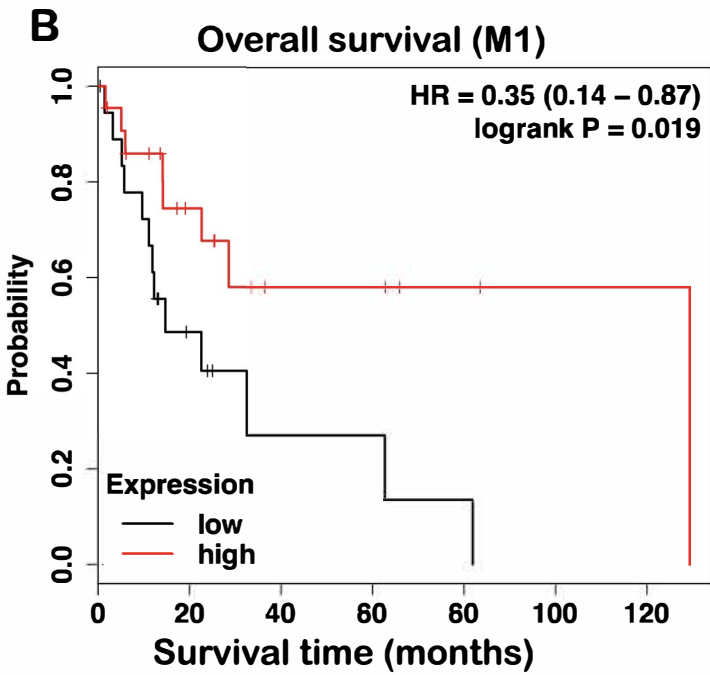 B
Overall survival (M1)
HR = 0.35 (0.14 – 0.87)
logrank P = 0.019
Probability
1.0
0.8
0.6
0.4
0.2
0.0
Expression
low
high
0 20 40 60 80 100 120
Survival time (months)